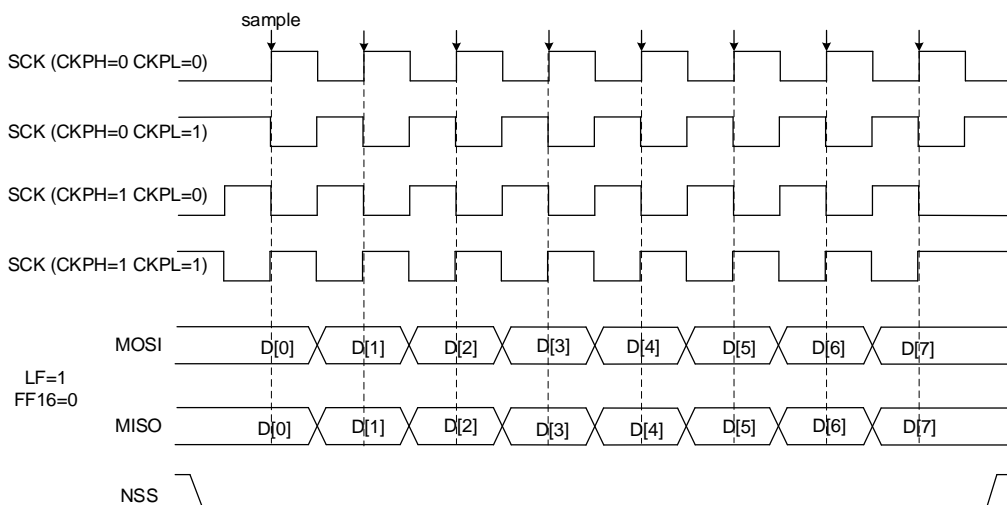 sample
SCK (CKPH=0 CKPL=0)
SCK (CKPH=0 CKPL=1)
SCK (CKPH=1 CKPL=0)
SCK (CKPH=1 CKPL=1)
MOSI D[0] D[1] D[2] D[3] D[4] D[5] D[6] D[7]
LF=1
FF16=0
MISO D[0] D[1] D[2] D[3] D[4] D[5] D[6] D[7]
NSS